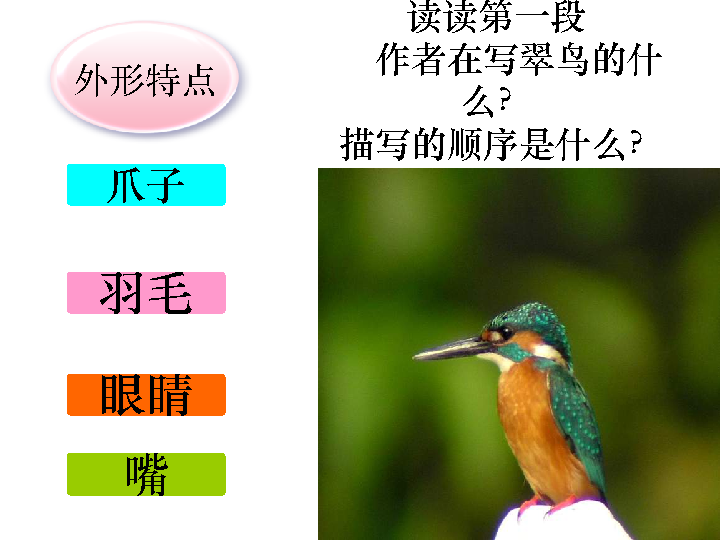 读读第一段
作者在写翠鸟的什
么?
描写的顺序是什么?
外形特点
爪子
羽毛
眼睛
嘴